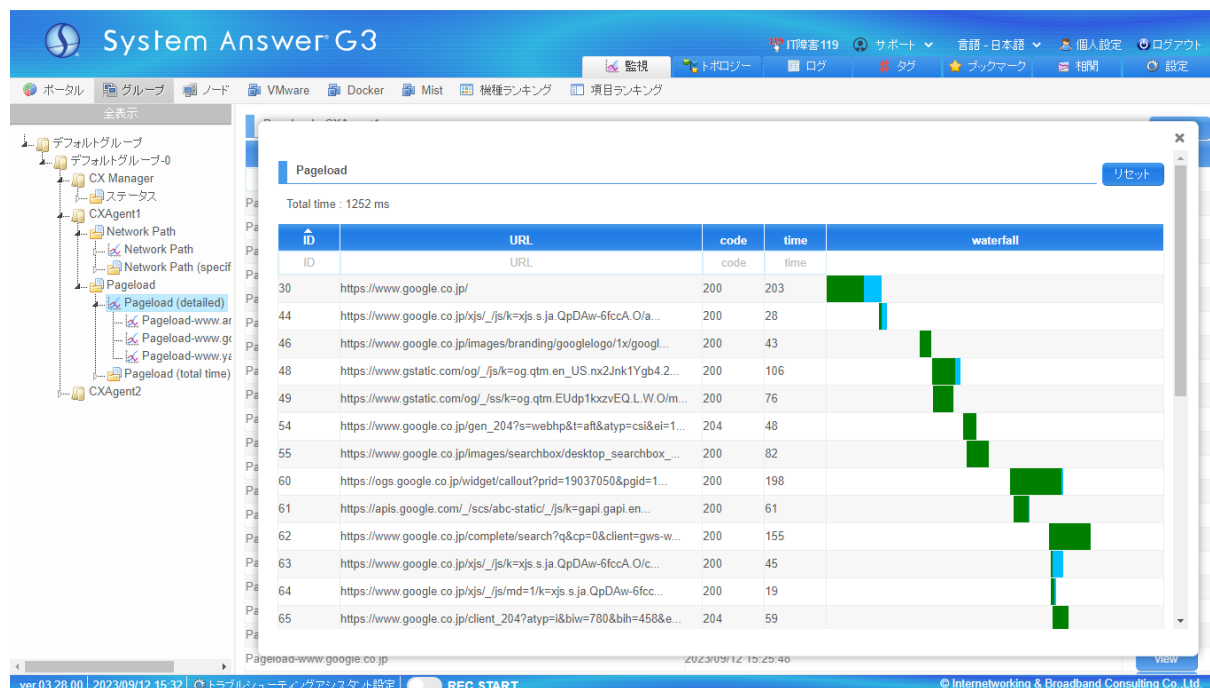 System Answer G3
119 IT障害119 サポート 言語 - 日本語 個人設定 ログアウト
監視 トポロジー ログ タグ ブックマーク 相関 設定
ポータル グループ ノード VMware Docker Mist 機種ランキング 項目ランキング
全表示
デフォルトグループ
デフォルトグループ-0
CX Manager
ステータス
CXAgent1
Network Path
Network Path
Network Path (specif
Pageload
Pageload (detailed)
Pageload-www.ar
Pageload-www.go
Pageload-www.ya
Pageload (total time)
CXAgent2
Pageload
リセット
Total time : 1252 ms
ID URL code time waterfall
ID URL code time
30 https://www.google.co.jp/ 200 203
44 https://www.google.co.jp/xjs/_/js/k=xjs.s.ja.QpDAw-6fccA.O/a... 200 28
46 https://www.google.co.jp/images/branding/googlelogo/1x/googl... 200 43
48 https://www.gstatic.com/og/_/js/k=og.qtm.en_US.nx2Jnk1Ygb4.2... 200 106
49 https://www.gstatic.com/og/_/ss/k=og.qtm.EUdp1kxzvEQ.L.W.O/m... 200 76
54 https://www.google.co.jp/gen_204?s=webhp&t=aft&atyp=csi&ei=1... 204 48
55 https://www.google.co.jp/images/searchbox/desktop_searchbox_... 200 82
60 https://ogs.google.co.jp/widget/callout?prid=19037050&pgid=1... 200 198
61 https://apis.google.com/_/scs/abc-static/_/js/k=gapi.gapi.en... 200 61
62 https://www.google.co.jp/complete/search?q&cp=0&client=gws-w... 200 155
63 https://www.google.co.jp/xjs/_/js/k=xjs.s.ja.QpDAw-6fccA.O/c... 200 45
64 https://www.google.co.jp/xjs/_/js/md=1/k=xjs.s.ja.QpDAw-6fcc... 200 19
65 https://www.google.co.jp/client_204?atyp=i&biw=780&bih=458&e... 204 59
Pageload-www.google.co.jp 2023/09/12 15:25:48 view
ver.03.28.00 2023/09/12 15:32 トラブルシューティングアシスタント設定 REC START © Internetworking & Broadband Consulting Co.,Ltd.